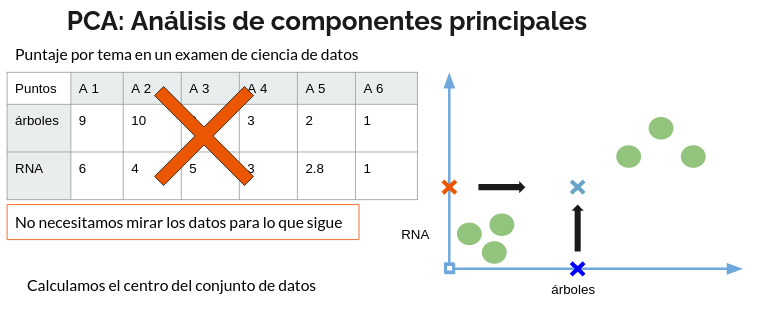 PCA: Análisis de componentes principales
Puntaje por tema en un examen de ciencia de datos
Puntos A 1 A 2 A 3 A 4 A 5 A 6
árboles 9 10 3 2 1
RNA 6 4 5 3 2.8 1
No necesitamos mirar los datos para lo que sigue
Calculamos el centro del conjunto de datos
RNA
árboles